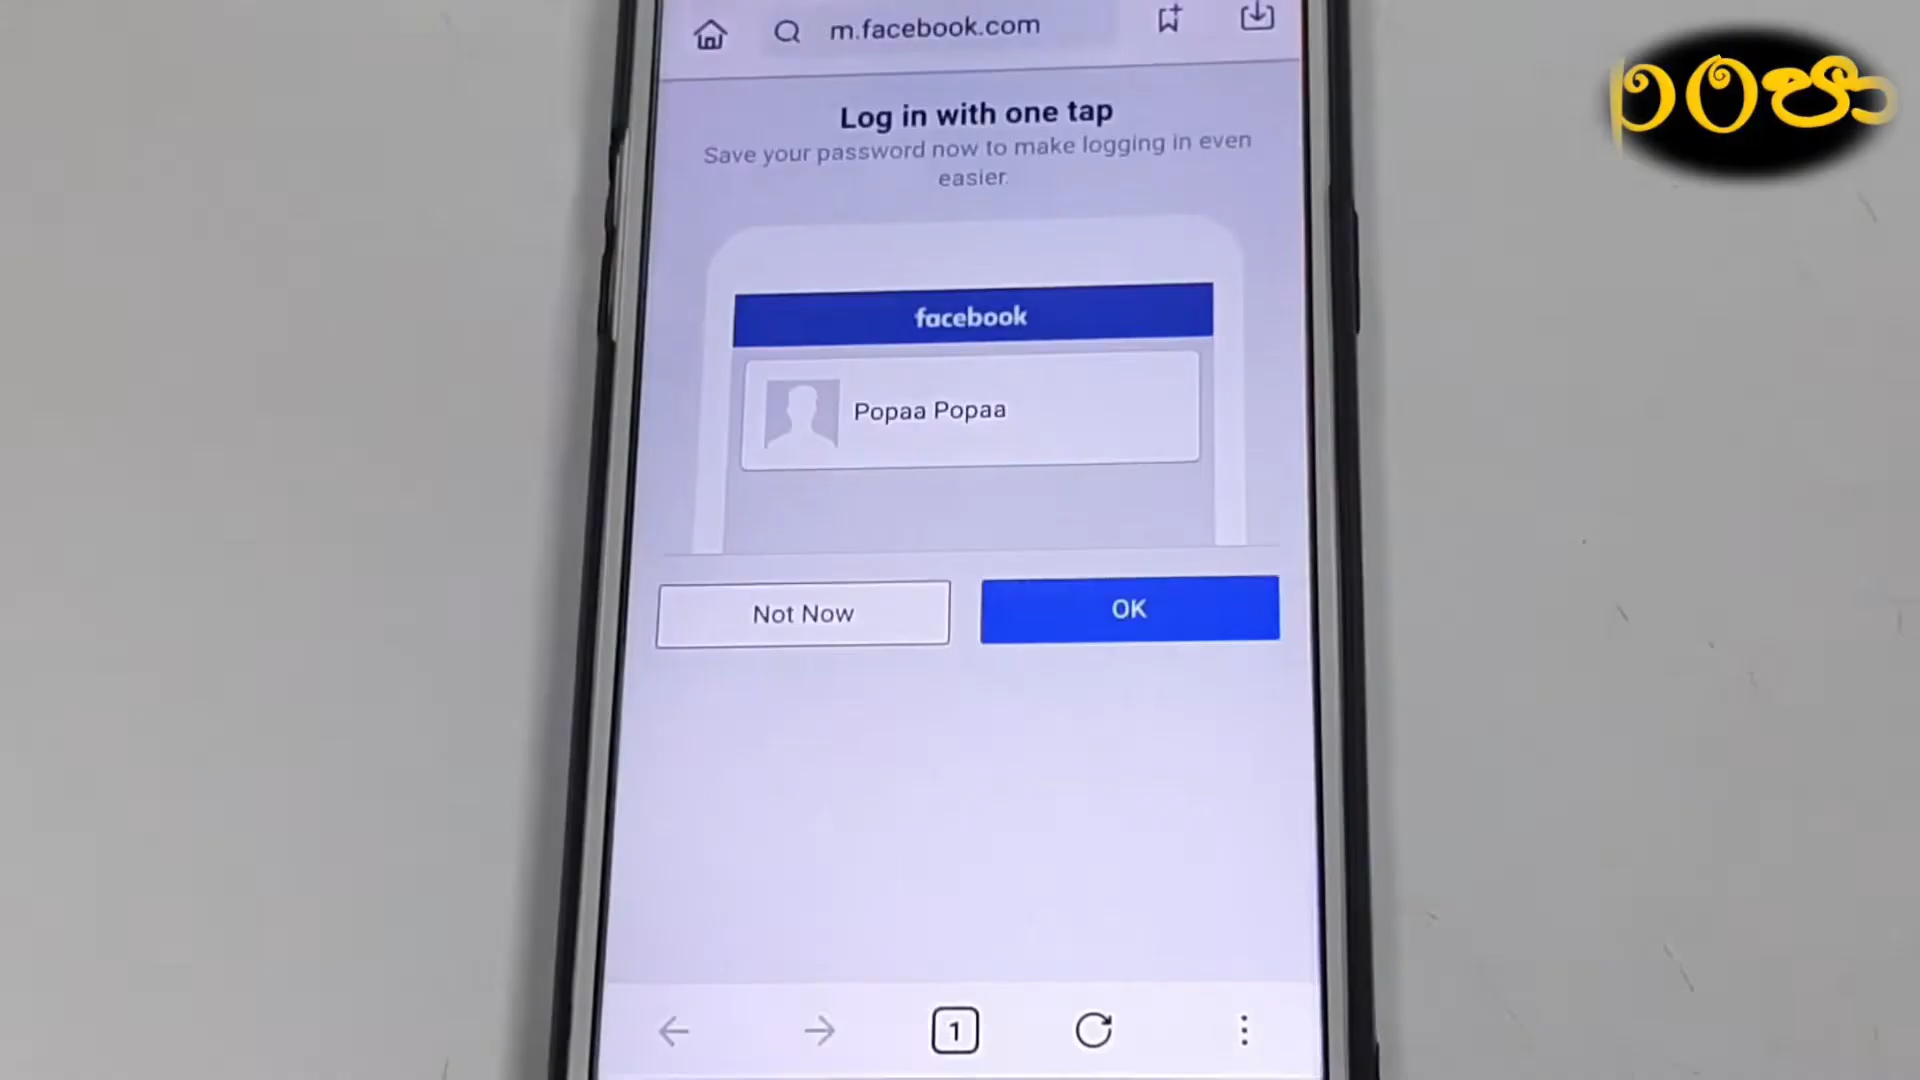 m.facebook.com
Log in with one tap
Save your password now to make logging in even
easier.
facebook
Popaa Popaa
Not Now
OK
1